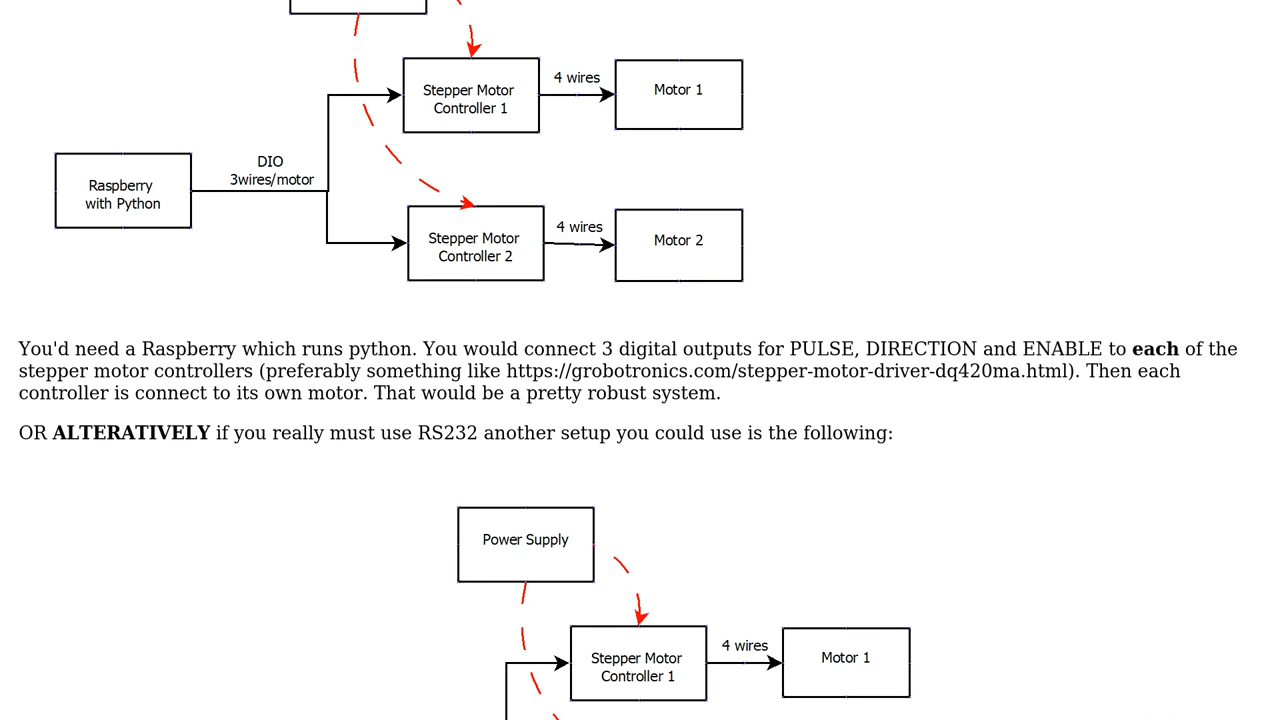 Stepper Motor
Controller 1
4 wires
Motor 1
DIO
3wires/motor
Raspberry
with Python
Stepper Motor
Controller 2
4 wires
Motor 2
You'd need a Raspberry which runs python. You would connect 3 digital outputs for PULSE, DIRECTION and ENABLE to each of the
stepper motor controllers (preferably something like https://grobotronics.com/stepper-motor-driver-dq420ma.html). Then each
controller is connect to its own motor. That would be a pretty robust system.
OR ALTERATIVELY if you really must use RS232 another setup you could use is the following:
Power Supply
Stepper Motor
Controller 1
4 wires
Motor 1